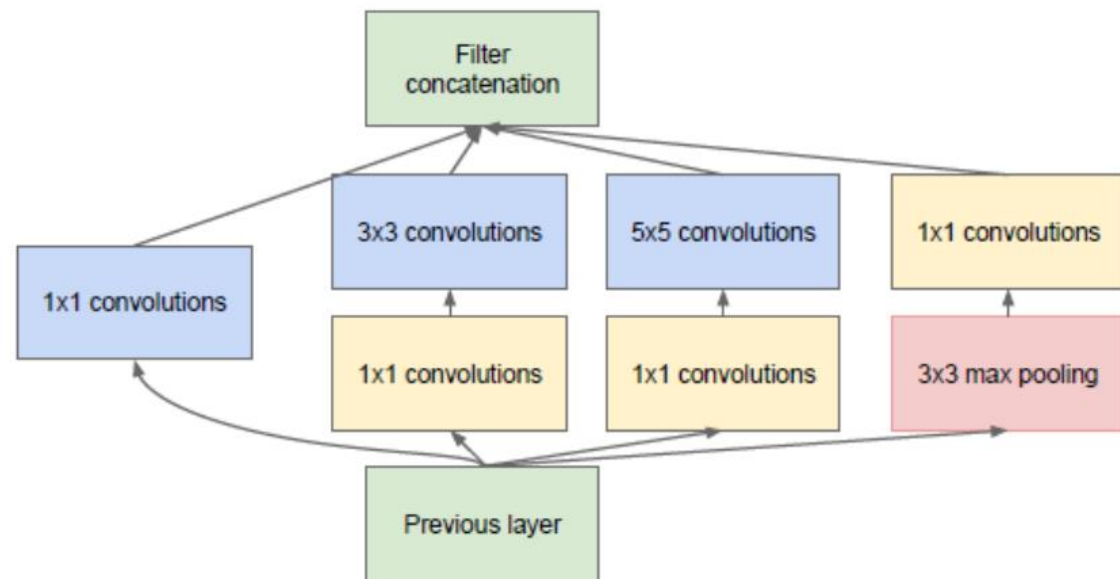 Filter
concatenation
3x3 convolutions
5x5 convolutions
1x1 convolutions
1x1 convolutions
1x1 convolutions
1x1 convolutions
3x3 max pooling
Previous layer